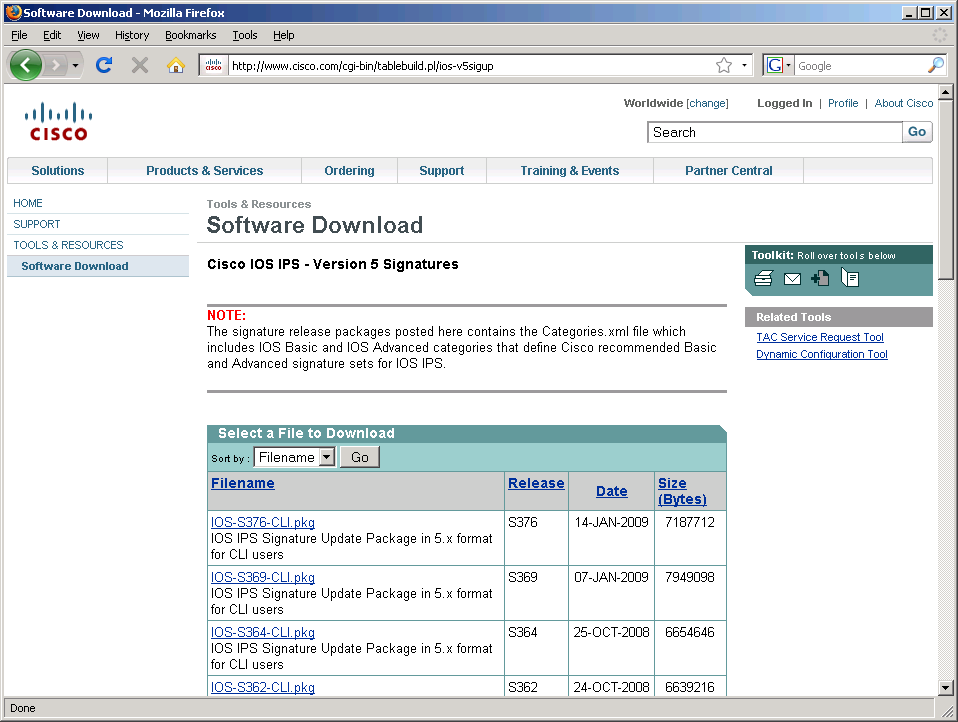 Software Download - Mozilla Firefox
File Edit View History Bookmarks Tools Help
CISCO http://www.cisco.com/cgi-bin/tablebuild.pl/ios-v5sigup G Google
CISCO
Worldwide [change] Logged In | Profile | About Cisco
Search Go
Solutions Products & Services Ordering Support Training & Events Partner Central
HOME
SUPPORT
TOOLS & RESOURCES
Software Download
Tools & Resources
Software Download
Cisco IOS IPS - Version 5 Signatures
NOTE:
The signature release packages posted here contains the Categories.xml file which
includes IOS Basic and IOS Advanced categories that define Cisco recommended Basic
and Advanced signature sets for IOS IPS.
Toolkit: Roll over tools below
Related Tools
TAC Service Request Tool
Dynamic Configuration Tool
Select a File to Download
Sort by : Filename Go
Filename Release Date Size
(Bytes)
IOS-S376-CLI.pkg S376 14-JAN-2009 7187712
IOS IPS Signature Update Package in 5.x format
for CLI users
IOS-S369-CLI.pkg S369 07-JAN-2009 7949098
IOS IPS Signature Update Package in 5.x format
for CLI users
IOS-S364-CLI.pkg S364 25-OCT-2008 6654646
IOS IPS Signature Update Package in 5.x format
for CLI users
IOS-S362-CLI.pkg S362 24-OCT-2008 6639216
Done